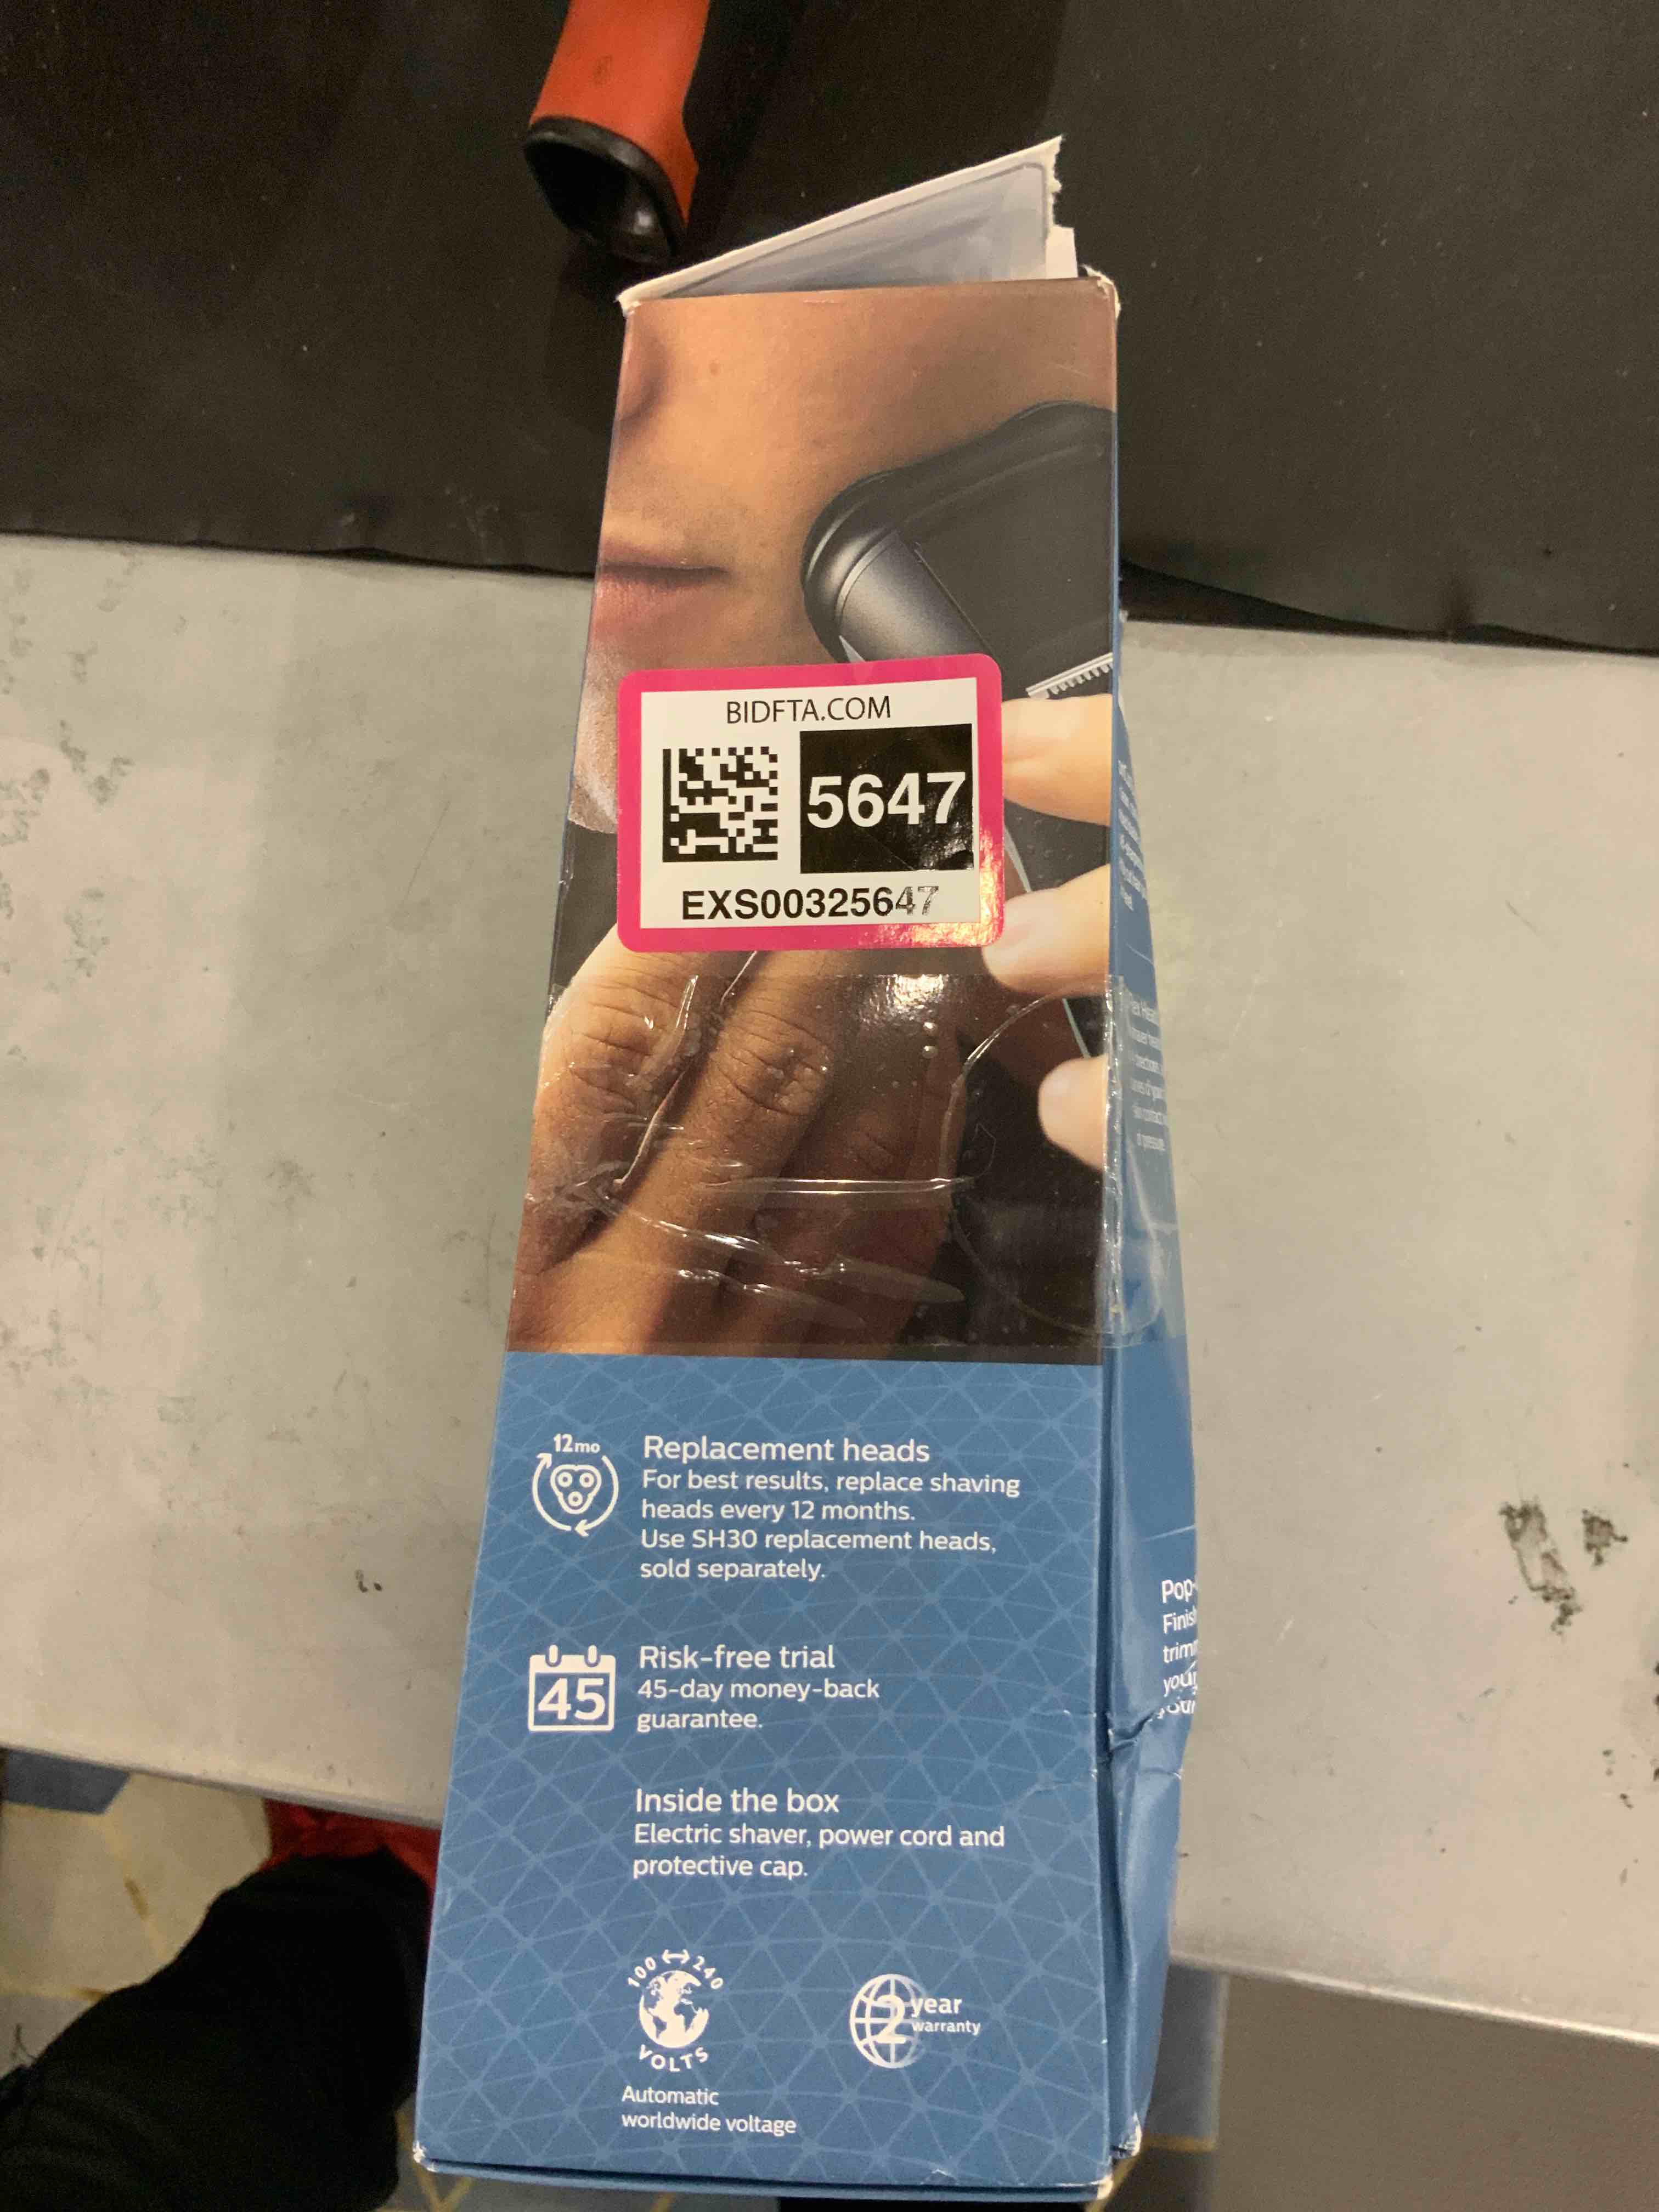 BIDFTA.COM
5647
EXS00325647
12mo
Replacement heads
For best results, replace shaving
heads every 12 months.
Use SH30 replacement heads,
sold separately.
45
Risk-free trial
45-day money-back
guarantee.
Inside the box
Electric shaver, power cord and
protective cap.
100 ↔ 240
VOLTS
Automatic
worldwide voltage
2 year
warranty
Pop-